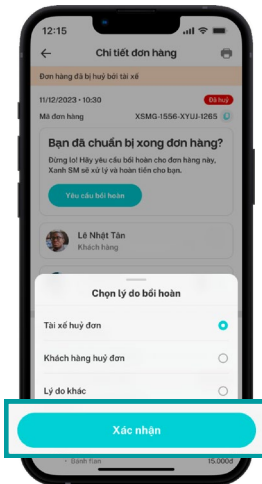 12:15
Chi tiết đơn hàng
Đơn hàng đã bị huỷ bởi tài xế
11/12/2023 • 10:30 Đã huỷ
Mã đơn hàng XSMG-1556-XYUJ-1265
Bạn đã chuẩn bị xong đơn hàng?
Đừng lo! Hãy yêu cầu bồi hoàn cho đơn hàng này,
Xanh SM sẽ xử lý và hoàn tiền cho bạn.
Yêu cầu bồi hoàn
Lê Nhật Tân
Khách hàng
Chọn lý do bồi hoàn
Tài xế huỷ đơn
Khách hàng huỷ đơn
Lý do khác
Xác nhận
15.000đ